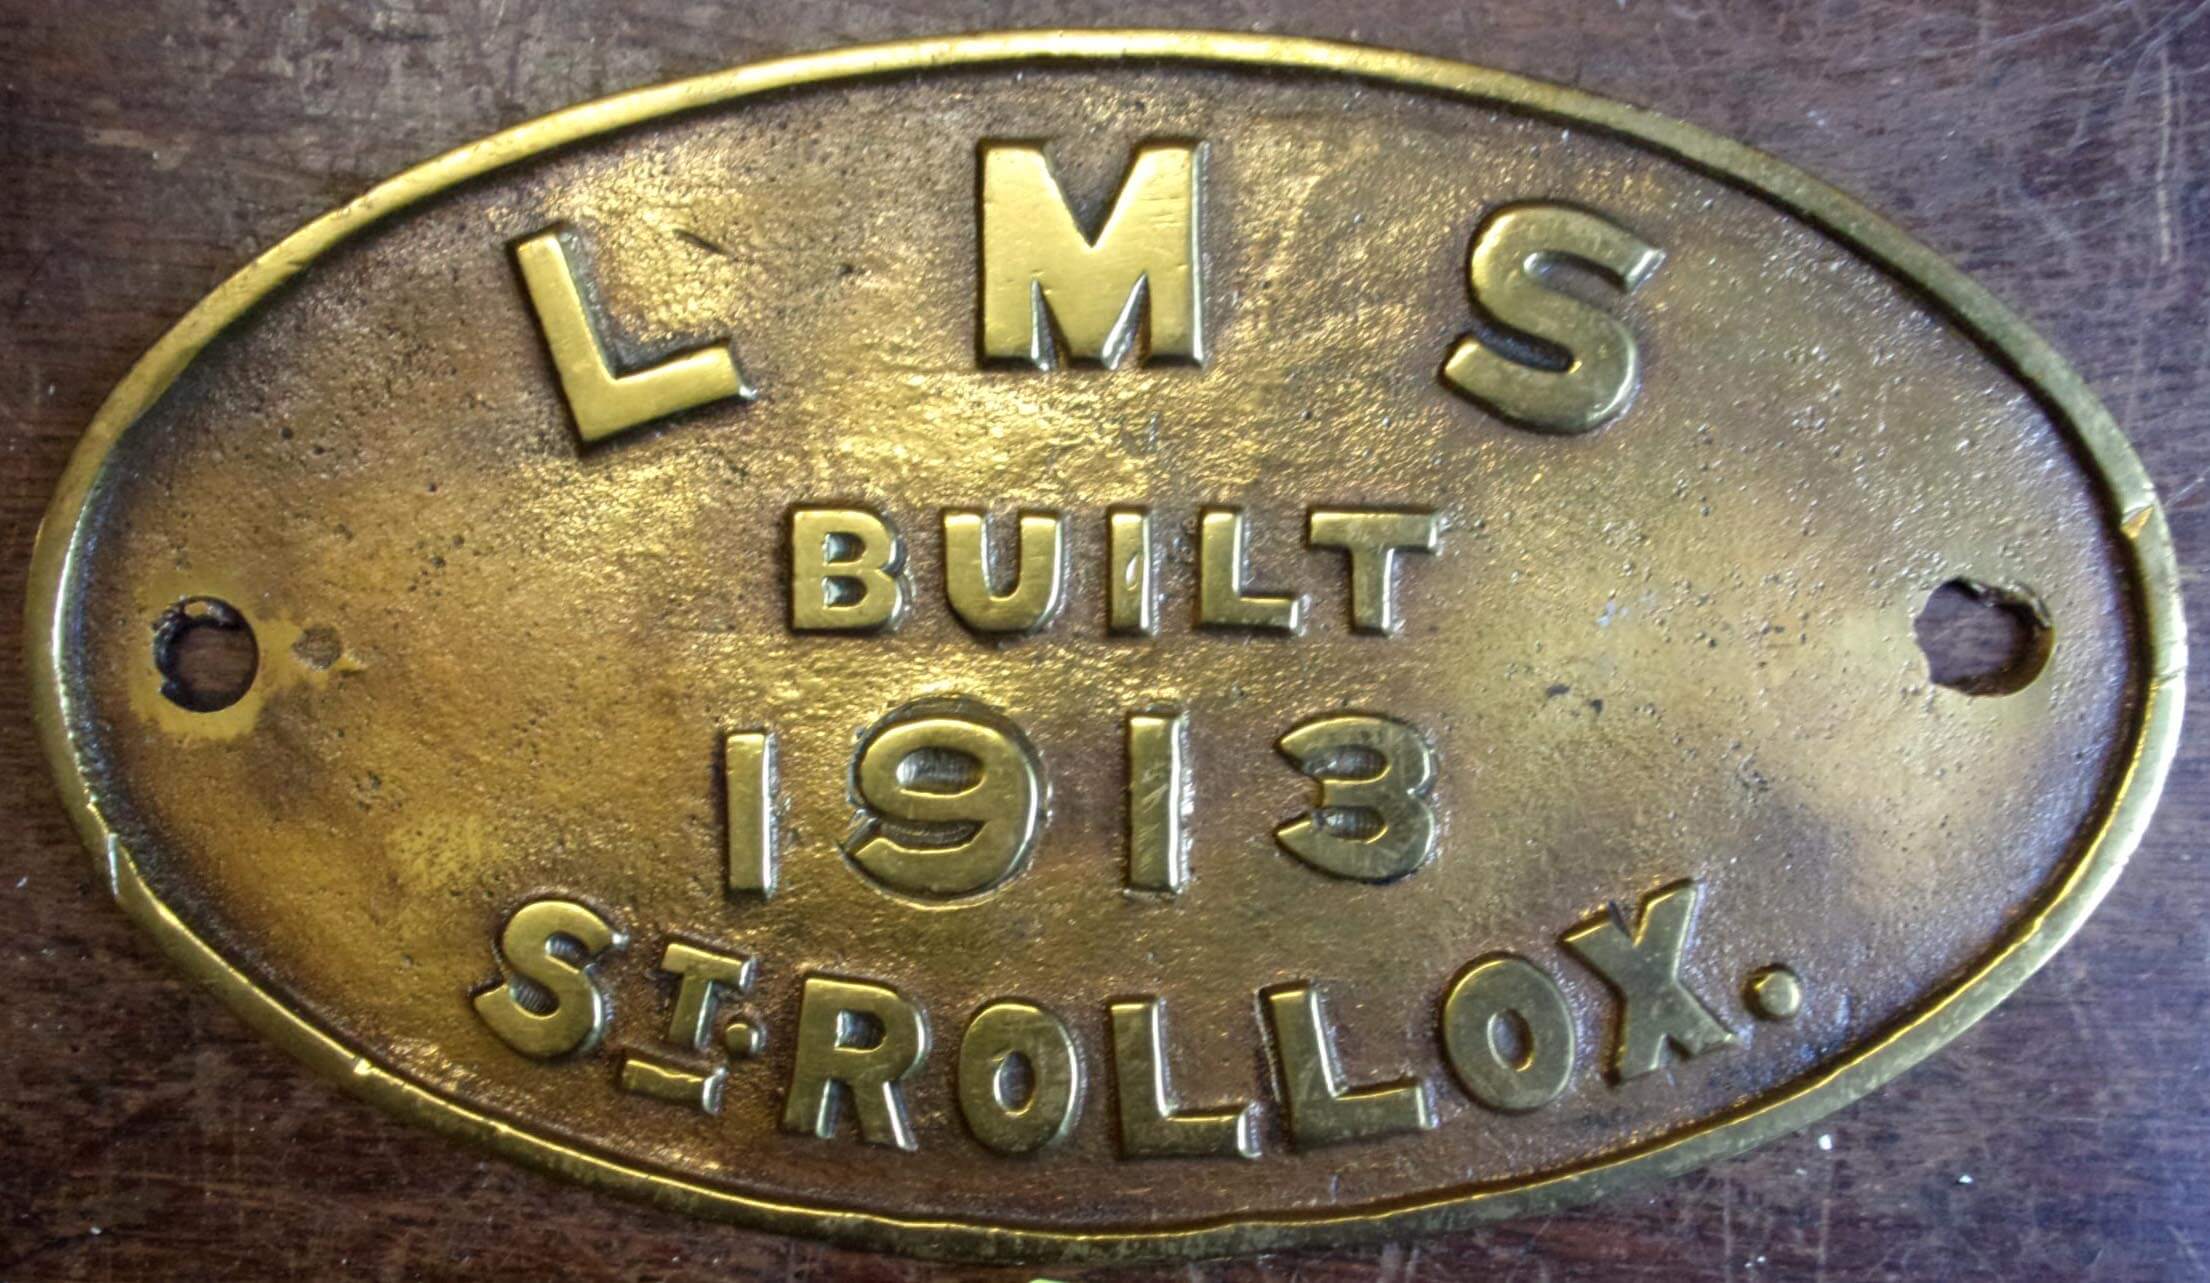 L M S
BUILT
1913
ST. ROLLOX.